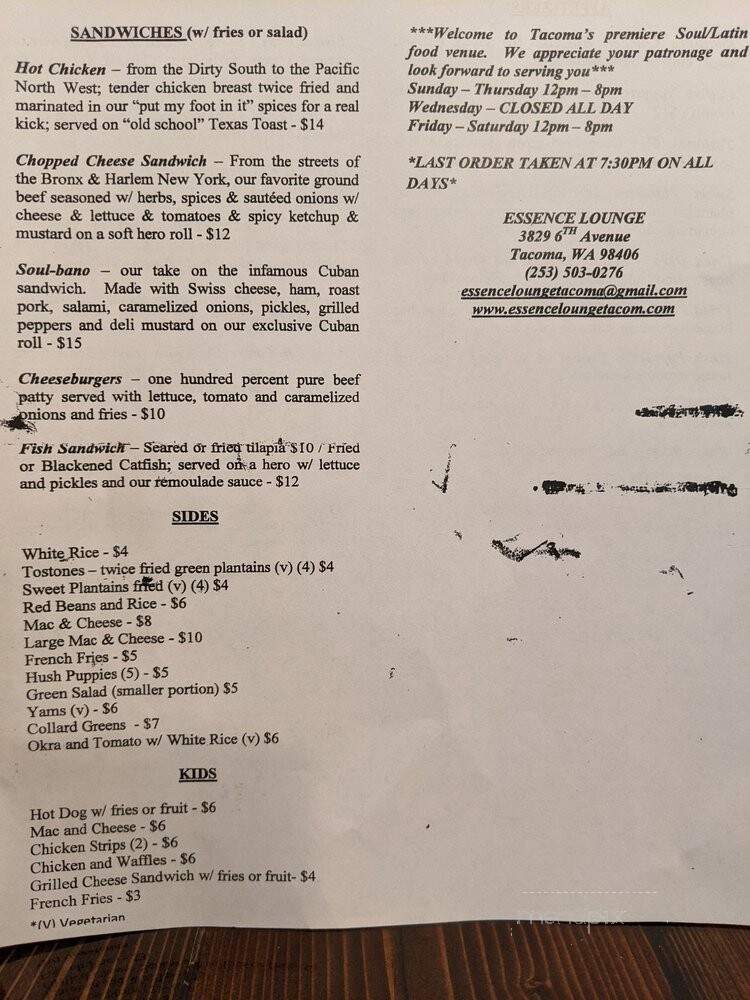 SANDWICHES (w/ fries or salad)
Hot Chicken – from the Dirty South to the Pacific
North West; tender chicken breast twice fried and
marinated in our “put my foot in it” spices for a real
kick; served on “old school” Texas Toast - $14
Chopped Cheese Sandwich – From the streets of
the Bronx & Harlem New York, our favorite ground
beef seasoned w/ herbs, spices & sautéed onions w/
cheese & lettuce & tomatoes & spicy ketchup &
mustard on a soft hero roll - $12
Soul-bano – our take on the infamous Cuban
sandwich. Made with Swiss cheese, ham, roast
pork, salami, caramelized onions, pickles, grilled
peppers and deli mustard on our exclusive Cuban
roll - $15
Cheeseburgers – one hundred percent pure beef
patty served with lettuce, tomato and caramelized
onions and fries - $10
Fish Sandwich – Seared or fried tilapia $10 / Fried
or Blackened Catfish; served on a hero w/ lettuce
and pickles and our remoulade sauce - $12
SIDES
White Rice - $4
Tostones – twice fried green plantains (v) (4) $4
Sweet Plantains fried (v) (4) $4
Red Beans and Rice - $6
Mac & Cheese - $8
Large Mac & Cheese - $10
French Fries - $5
Hush Puppies (5) - $5
Green Salad (smaller portion) $5
Yams (v) - $6
Collard Greens - $7
Okra and Tomato w/ White Rice (v) $6
KIDS
Hot Dog w/ fries or fruit - $6
Mac and Cheese - $6
Chicken Strips (2) - $6
Chicken and Waffles - $6
Grilled Cheese Sandwich w/ fries or fruit- $4
French Fries - $3
*(V) Vegetarian
***Welcome to Tacoma’s premiere Soul/Latin
food venue. We appreciate your patronage and
look forward to serving you***
Sunday – Thursday 12pm – 8pm
Wednesday – CLOSED ALL DAY
Friday – Saturday 12pm – 8pm
*LAST ORDER TAKEN AT 7:30PM ON ALL
DAYS*
ESSENCE LOUNGE
3829 6TH Avenue
Tacoma, WA 98406
(253) 503-0276
essenceloungetacoma@gmail.com
www.essenceloungetacom.com